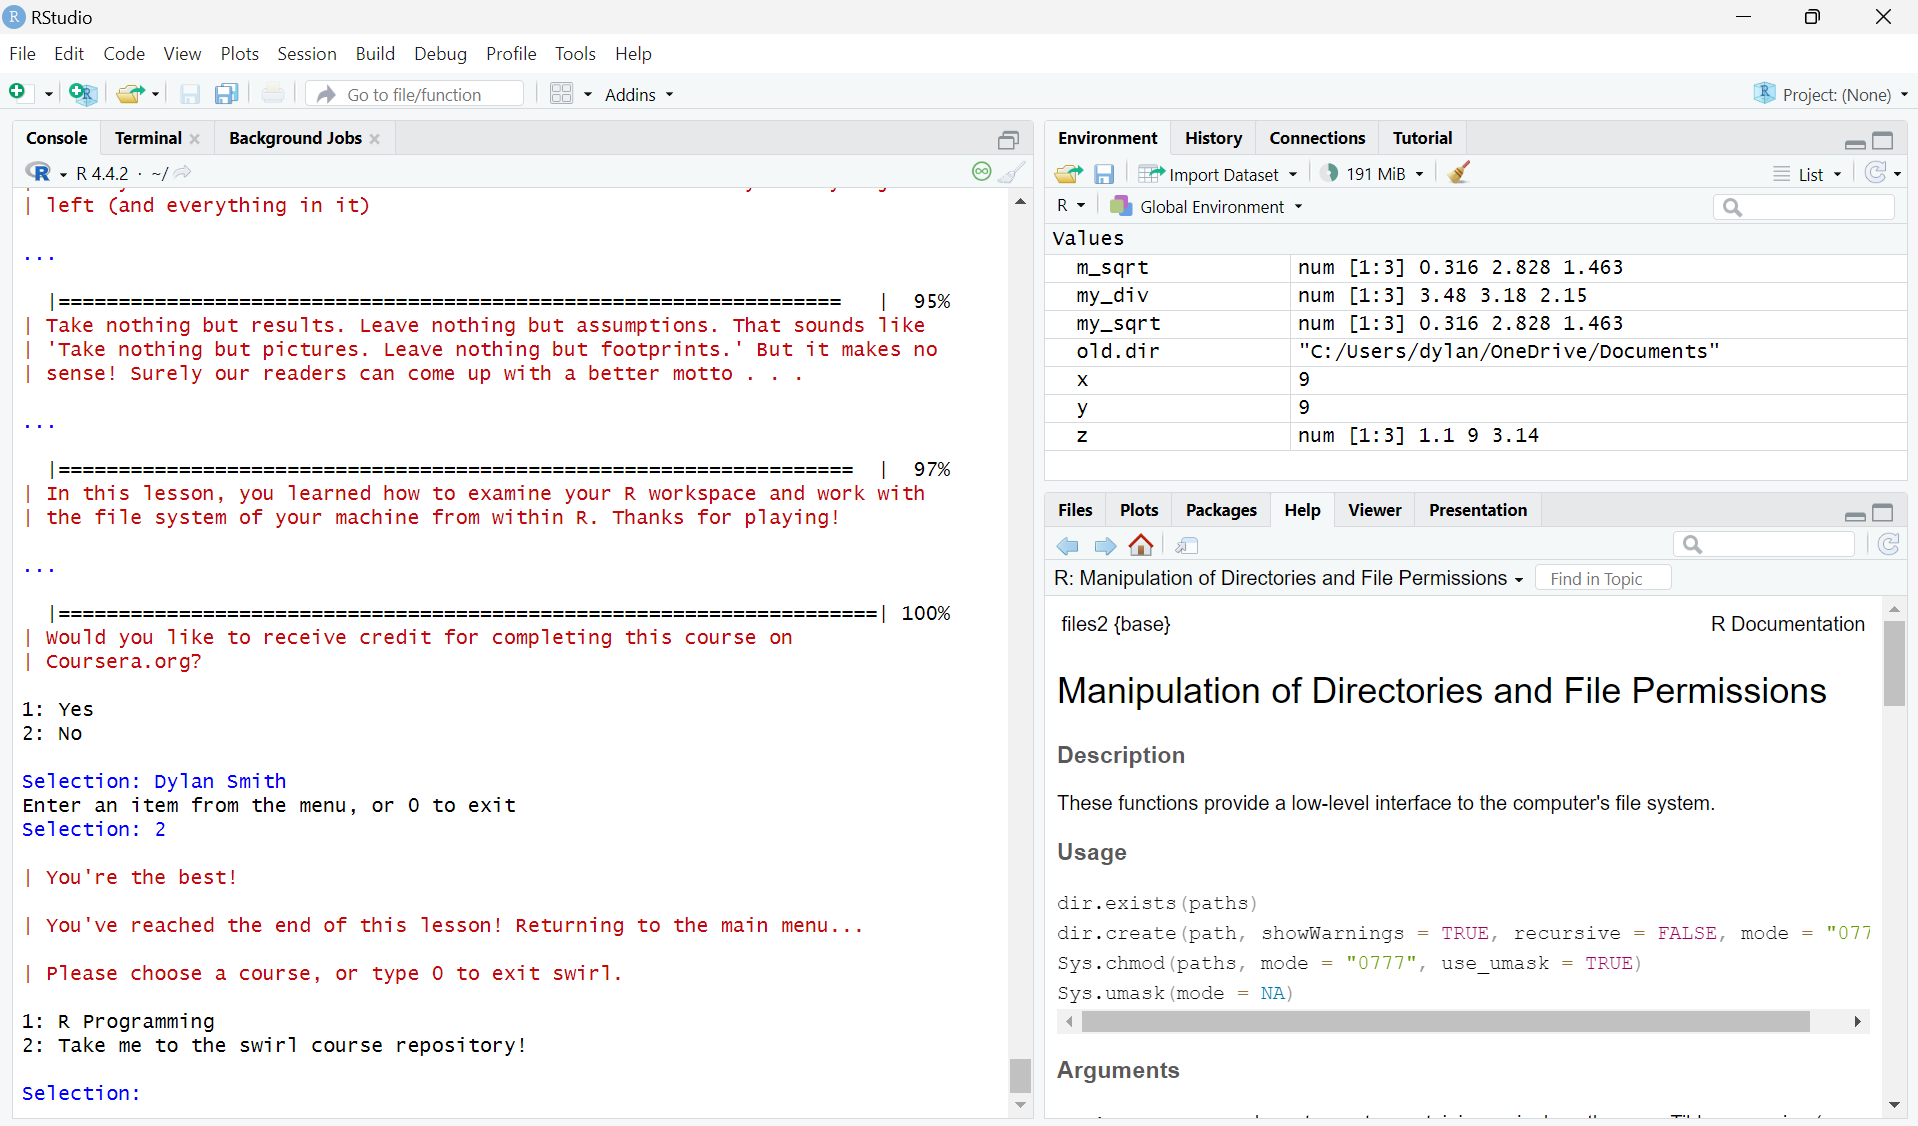 RStudio
File Edit Code View Plots Session Build Debug Profile Tools Help
Go to file/function Addins Project: (None)
Console Terminal Background Jobs
R 4.4.2 · ~/
| left (and everything in it)
...
|==================================================================== | 95%
| Take nothing but results. Leave nothing but assumptions. That sounds like
| 'Take nothing but pictures. Leave nothing but footprints.' But it makes no
| sense! Surely our readers can come up with a better motto . . .
...
|===================================================================== | 97%
| In this lesson, you learned how to examine your R workspace and work with
| the file system of your machine from within R. Thanks for playing!
...
|=======================================================================| 100%
| Would you like to receive credit for completing this course on
| Coursera.org?
1: Yes
2: No
Selection: Dylan Smith
Enter an item from the menu, or 0 to exit
Selection: 2
| You're the best!
| You've reached the end of this lesson! Returning to the main menu...
| Please choose a course, or type 0 to exit swirl.
1: R Programming
2: Take me to the swirl course repository!
Selection:
Environment History Connections Tutorial
Import Dataset 191 MiB List
R Global Environment
Values
m_sqrt num [1:3] 0.316 2.828 1.463
my_div num [1:3] 3.48 3.18 2.15
my_sqrt num [1:3] 0.316 2.828 1.463
old.dir "C:/Users/dylan/OneDrive/Documents"
x 9
y 9
z num [1:3] 1.1 9 3.14
Files Plots Packages Help Viewer Presentation
R: Manipulation of Directories and File Permissions Find in Topic
files2 {base} R Documentation
Manipulation of Directories and File Permissions
Description
These functions provide a low-level interface to the computer's file system.
Usage
dir.exists(paths)
dir.create(path, showWarnings = TRUE, recursive = FALSE, mode = "077
Sys.chmod(paths, mode = "0777", use_umask = TRUE)
Sys.umask(mode = NA)
Arguments